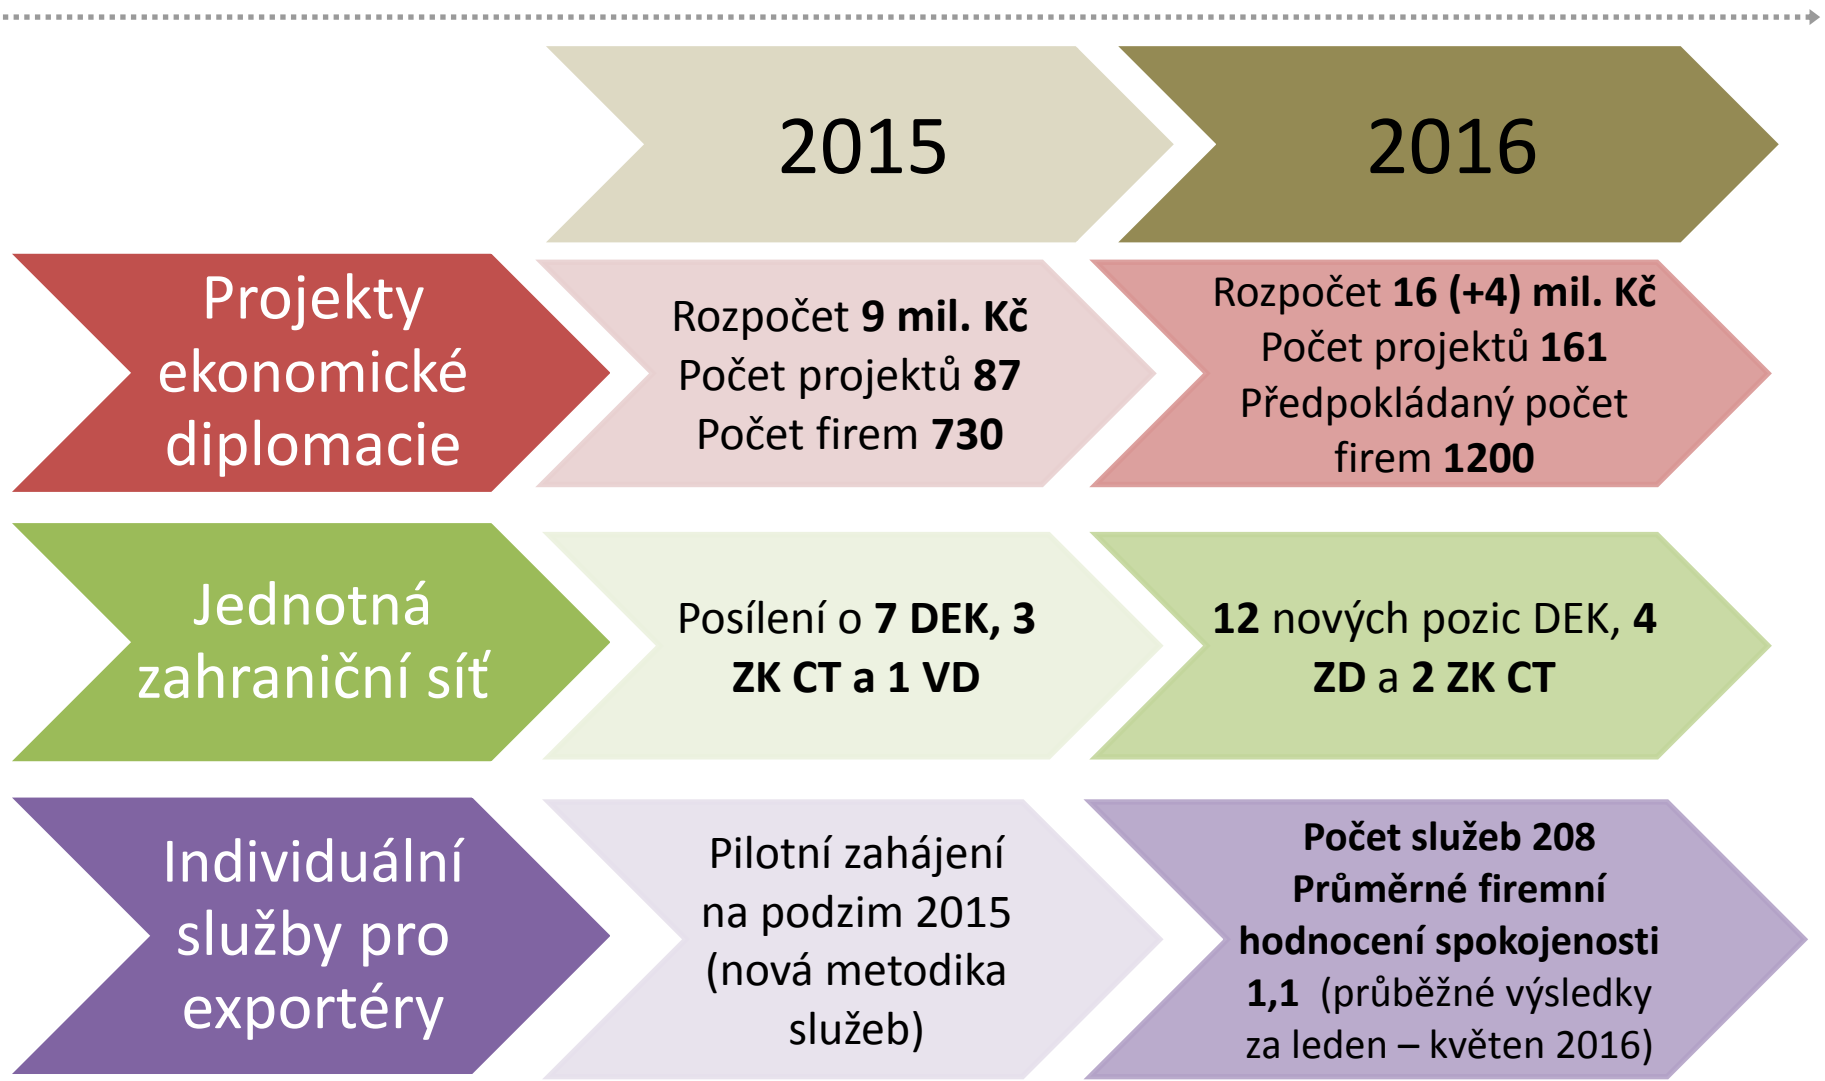 2015
2016
Projekty
ekonomické
diplomacie
Rozpočet 9 mil. Kč
Počet projektů 87
Počet firem 730
Rozpočet 16 (+4) mil. Kč
Počet projektů 161
Předpokládaný počet
firem 1200
Jednotná
zahraniční síť
Posílení o 7 DEK, 3
ZK CT a 1 VD
12 nových pozic DEK, 4
ZD a 2 ZK CT
Individuální
služby pro
exportéry
Pilotní zahájení
na podzim 2015
(nová metodika
služeb)
Počet služeb 208
Průměrné firemní
hodnocení spokojenosti
1,1 (průběžné výsledky
za leden – květen 2016)